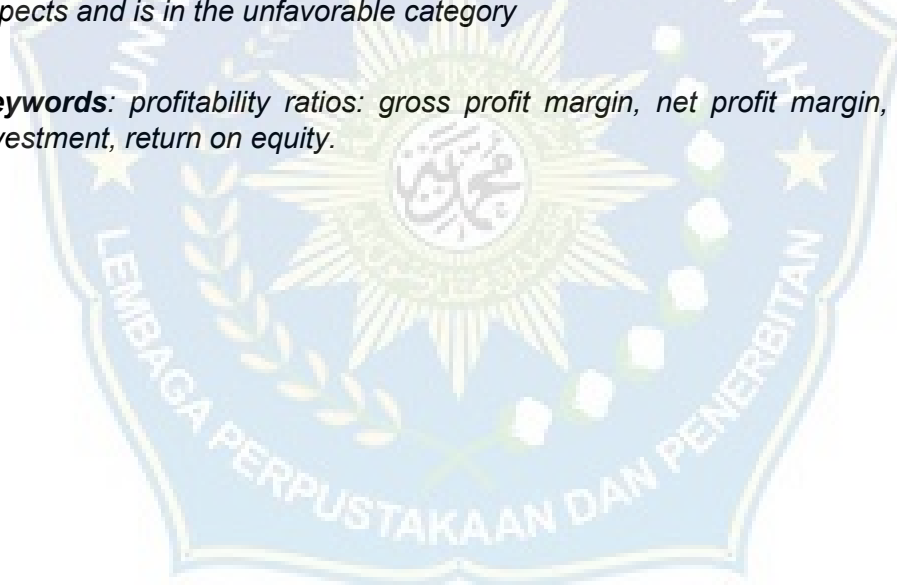 pects and is in the unfavorable category
eywords: profitability ratios: gross profit margin, net profit margin,
vestment, return on equity.
LEMBAGA PERPUSTAKAAN DAN PENERBITAN